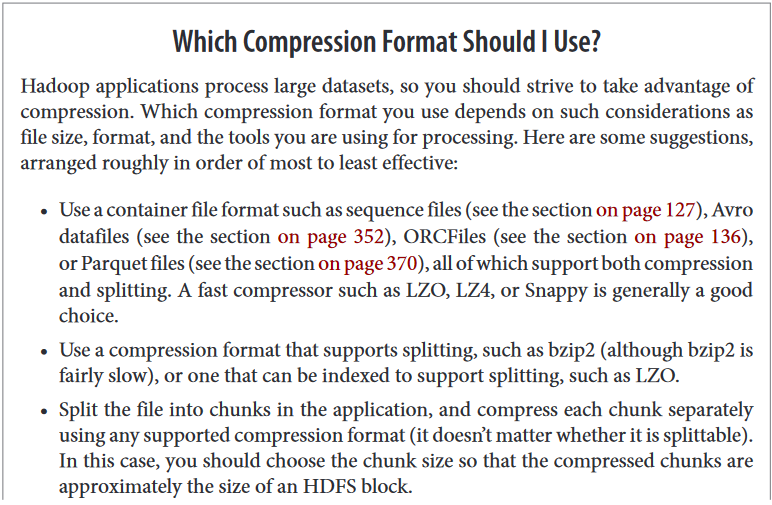 Which Compression Format Should I Use?
Hadoop applications process large datasets, so you should strive to take advantage of
compression. Which compression format you use depends on such considerations as
file size, format, and the tools you are using for processing. Here are some suggestions,
arranged roughly in order of most to least effective:
• Use a container file format such as sequence files (see the section on page 127), Avro
datafiles (see the section on page 352), ORCFiles (see the section on page 136),
or Parquet files (see the section on page 370), all of which support both compression
and splitting. A fast compressor such as LZO, LZ4, or Snappy is generally a good
choice.
• Use a compression format that supports splitting, such as bzip2 (although bzip2 is
fairly slow), or one that can be indexed to support splitting, such as LZO.
• Split the file into chunks in the application, and compress each chunk separately
using any supported compression format (it doesn’t matter whether it is splittable).
In this case, you should choose the chunk size so that the compressed chunks are
approximately the size of an HDFS block.